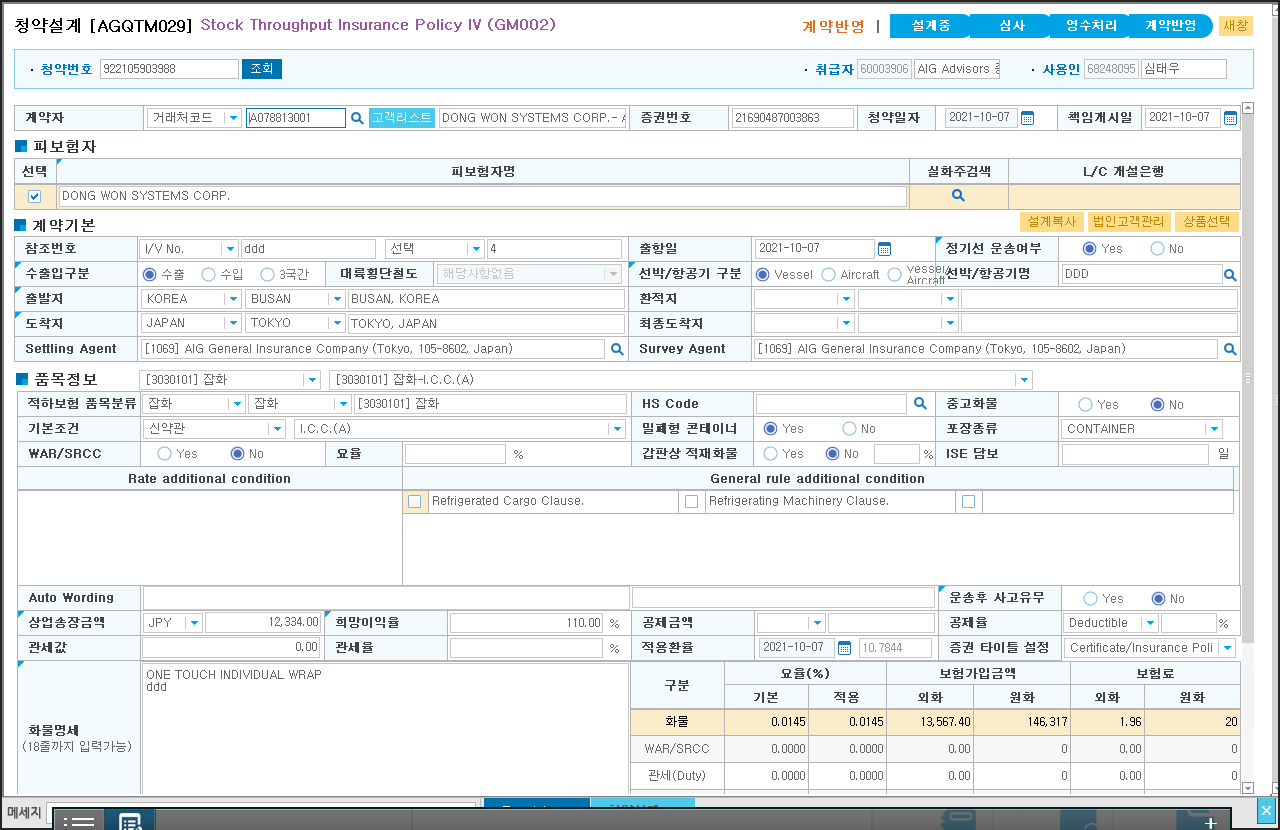 청약설계 [AGQTM029] Stock Throughput Insurance Policy IV (GM002) 계약반영 | 설계중 심사 영수처리 계약반영 새창
· 청약번호 922105903988 조회 · 취급자 60003906 AIG Advisors · 사용인 68248095 심태우
계약자 거래처코드 A078813001 고객리스트 DONG WON SYSTEMS CORP.- 증권번호 21690487003863 청약일자 2021-10-07 책임개시일 2021-10-07
피보험자
선택 피보험자명 실화주검색 L/C 개설은행
DONG WON SYSTEMS CORP.
계약기본 설계복사 법인고객관리 상품선택
참조번호 I/V No. ddd 선택 4 출항일 2021-10-07 정기선 운송여부 Yes No
수출입구분 수출 수입 3국간 대륙횡단철도 해당사항없음 선박/항공기 구분 Vessel Aircraft Vessel/Aircraft 선박/항공기명 DDD
출발지 KOREA BUSAN BUSAN, KOREA 환적지
도착지 JAPAN TOKYO TOKYO, JAPAN 최종도착지
Settling Agent [1069] AIG General Insurance Company (Tokyo, 105-8602, Japan) Survey Agent [1069] AIG General Insurance Company (Tokyo, 105-8602, Japan)
품목정보 [3030101] 잡화 [3030101] 잡화-I.C.C.(A)
적하보험 품목분류 잡화 잡화 [3030101] 잡화 HS Code 중고화물 Yes No
기본조건 신약관 I.C.C.(A) 밀폐형 콘테이너 Yes No 포장종류 CONTAINER
WAR/SRCC Yes No 요율 % 갑판상 적재화물 Yes No % ISE 담보 일
Rate additional condition General rule additional condition
Refrigerated Cargo Clause. Refrigerating Machinery Clause.
Auto Wording 운송후 사고유무 Yes No
상업송장금액 JPY 12,334.00 희망이익율 110.00 % 공제금액 공제율 Deductible %
관세값 0.00 관세율 % 적용환율 2021-10-07 10.7844 증권 타이틀 설정 Certificate/Insurance Poli
화물명세
(18줄까지 입력가능)
ONE TOUCH INDIVIDUAL WRAP
ddd
구분 요율(%) 보험가입금액 보험료
기본 적용 외화 원화 외화 원화
화물 0.0145 0.0145 13,567.40 146,317 1.96 20
WAR/SRCC 0.0000 0.0000 0.00 0 0.00 0
관세(Duty) 0.0000 0.0000 0.00 0 0.00 0
메세지